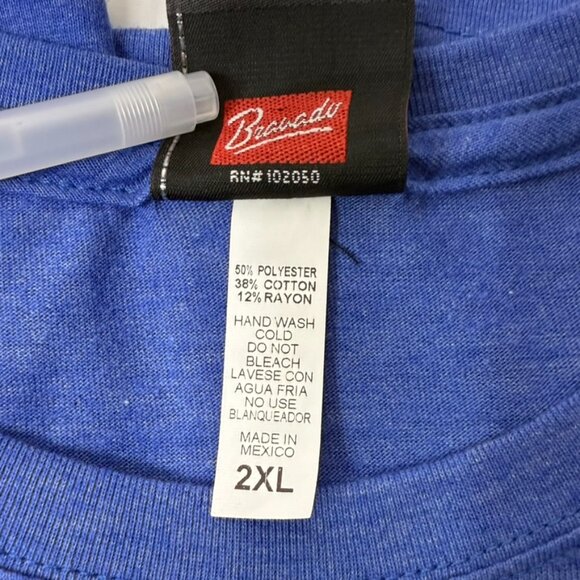 Bravado
RN#102050
50% POLYESTER
38% COTTON
12% RAYON
HAND WASH
COLD
DO NOT
BLEACH
LAVESE CON
AGUA FRIA
NO USE
BLANQUEADOR
MADE IN
MEXICO
2XL